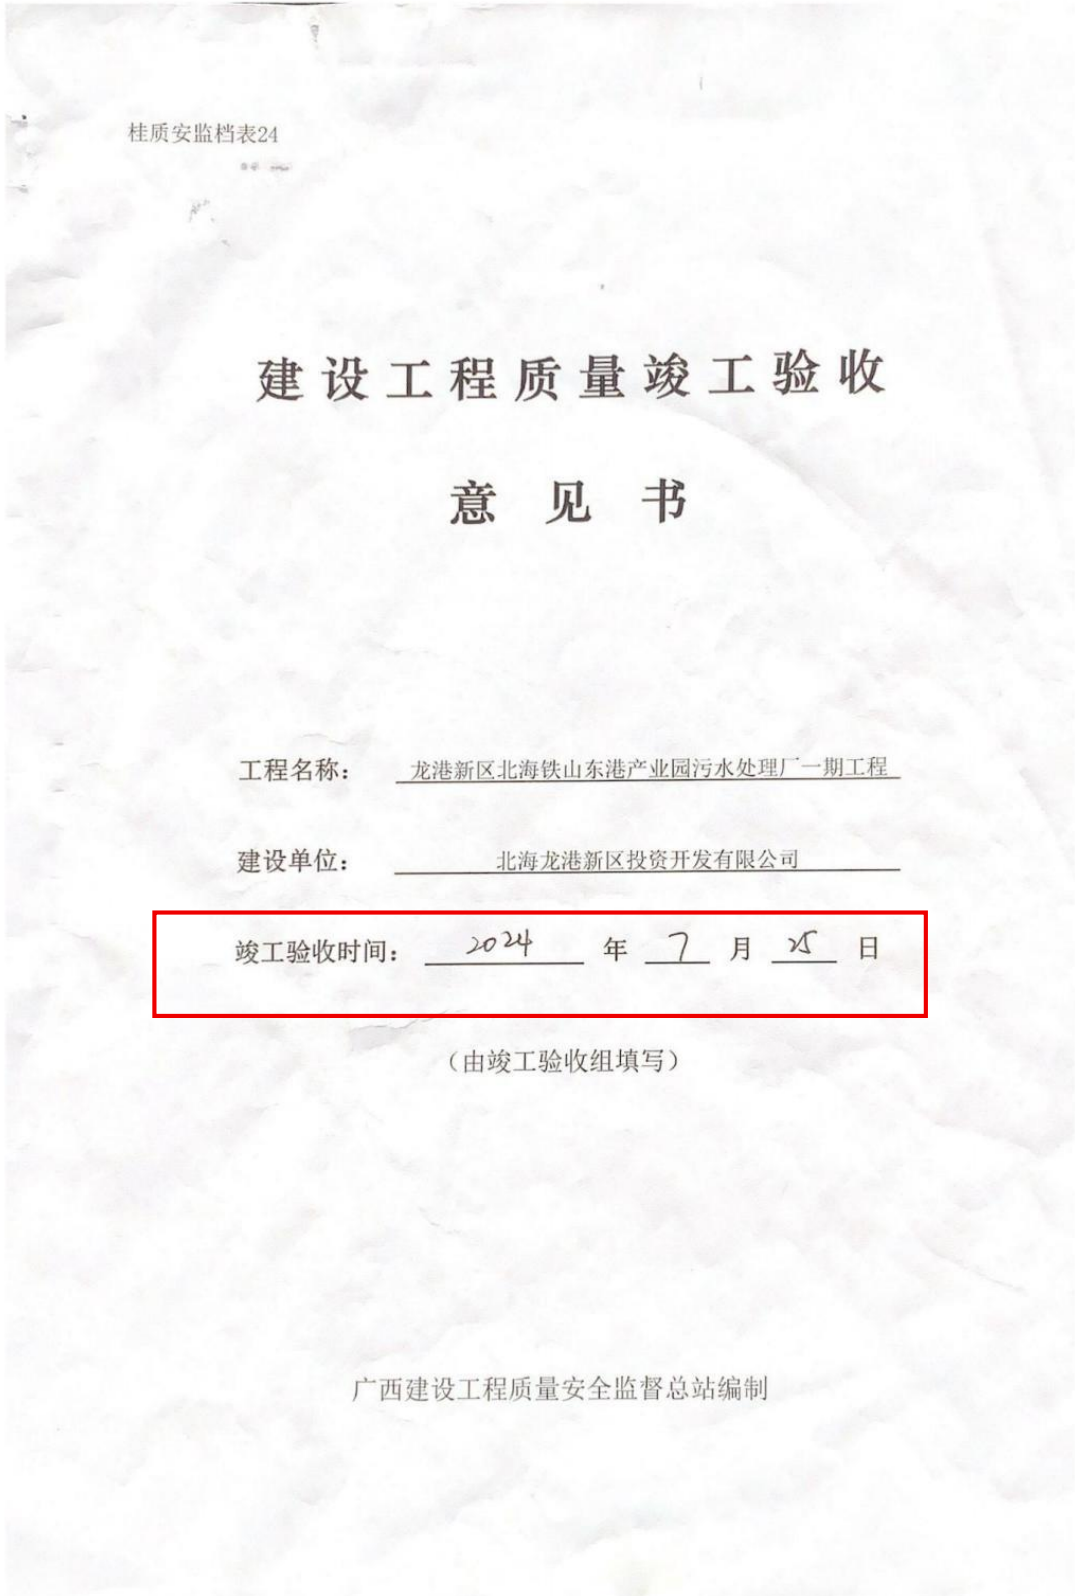 桂质安监档表24
建设工程质量竣工验收
意见书
工程名称： 龙港新区北海铁山东港产业园污水处理厂一期工程
建设单位： 北海龙港新区投资开发有限公司
竣工验收时间： 2024 年 7 月 25 日
（由竣工验收组填写）
广西建设工程质量安全监督总站编制